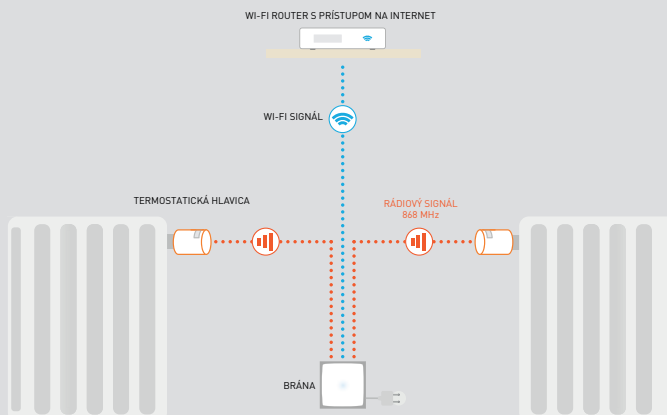 WI-FI ROUTER S PRÍSTUPOM NA INTERNET
WI-FI SIGNÁL
TERMOSTATICKÁ HLAVICA
RÁDIOVÝ SIGNÁL
868 MHz
BRÁNA